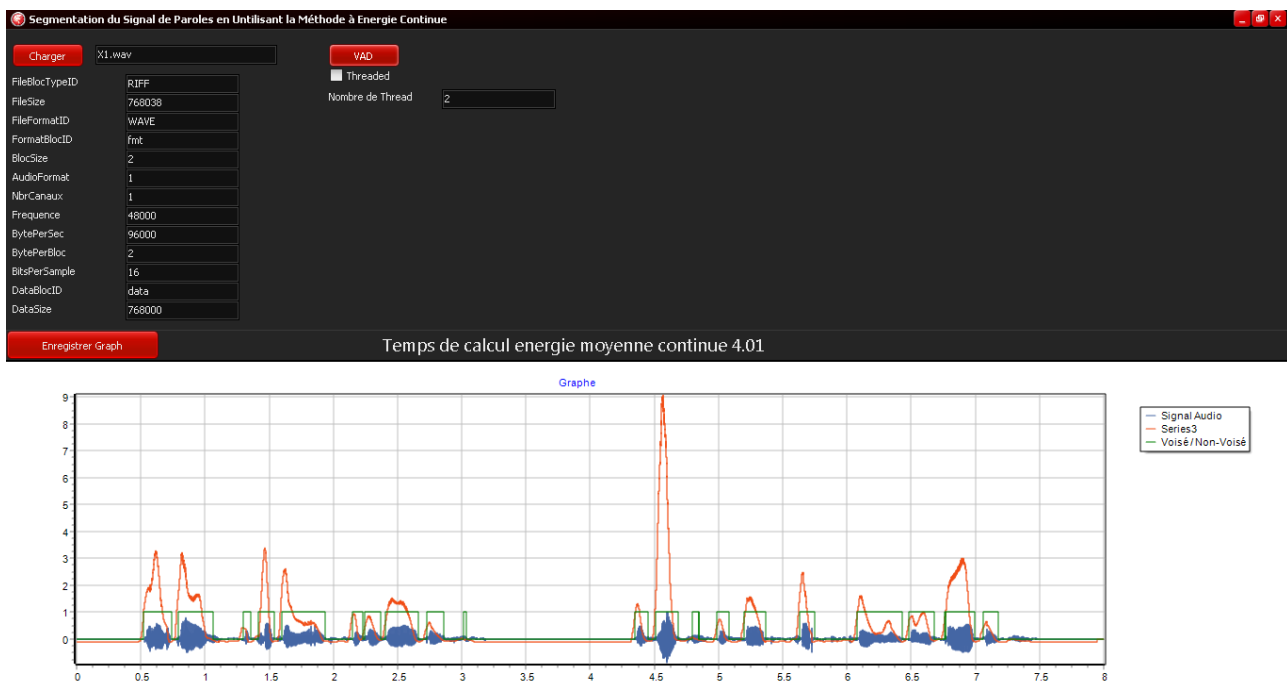 Segmentation du Signal de Paroles en Untilisant la Méthode à Energie Continue
Charger X1.wav VAD
Threaded
FileBlocTypeID RIFF Nombre de Thread 2
FileSize 768038
FileFormatID WAVE
FormatBlocID fmt
BlocSize 2
AudioFormat 1
NbrCanaux 1
Frequence 48000
BytePerSec 96000
BytePerBloc 2
BitsPerSample 16
DataBlocID data
DataSize 768000
Enregistrer Graph Temps de calcul energie moyenne continue 4.01
Graphe
9
8
7
6
5
4
3
2
1
0
0 0.5 1 1.5 2 2.5 3 3.5 4 4.5 5 5.5 6 6.5 7 7.5 8
Signal Audio
Series3
Voisé/Non-Voisé